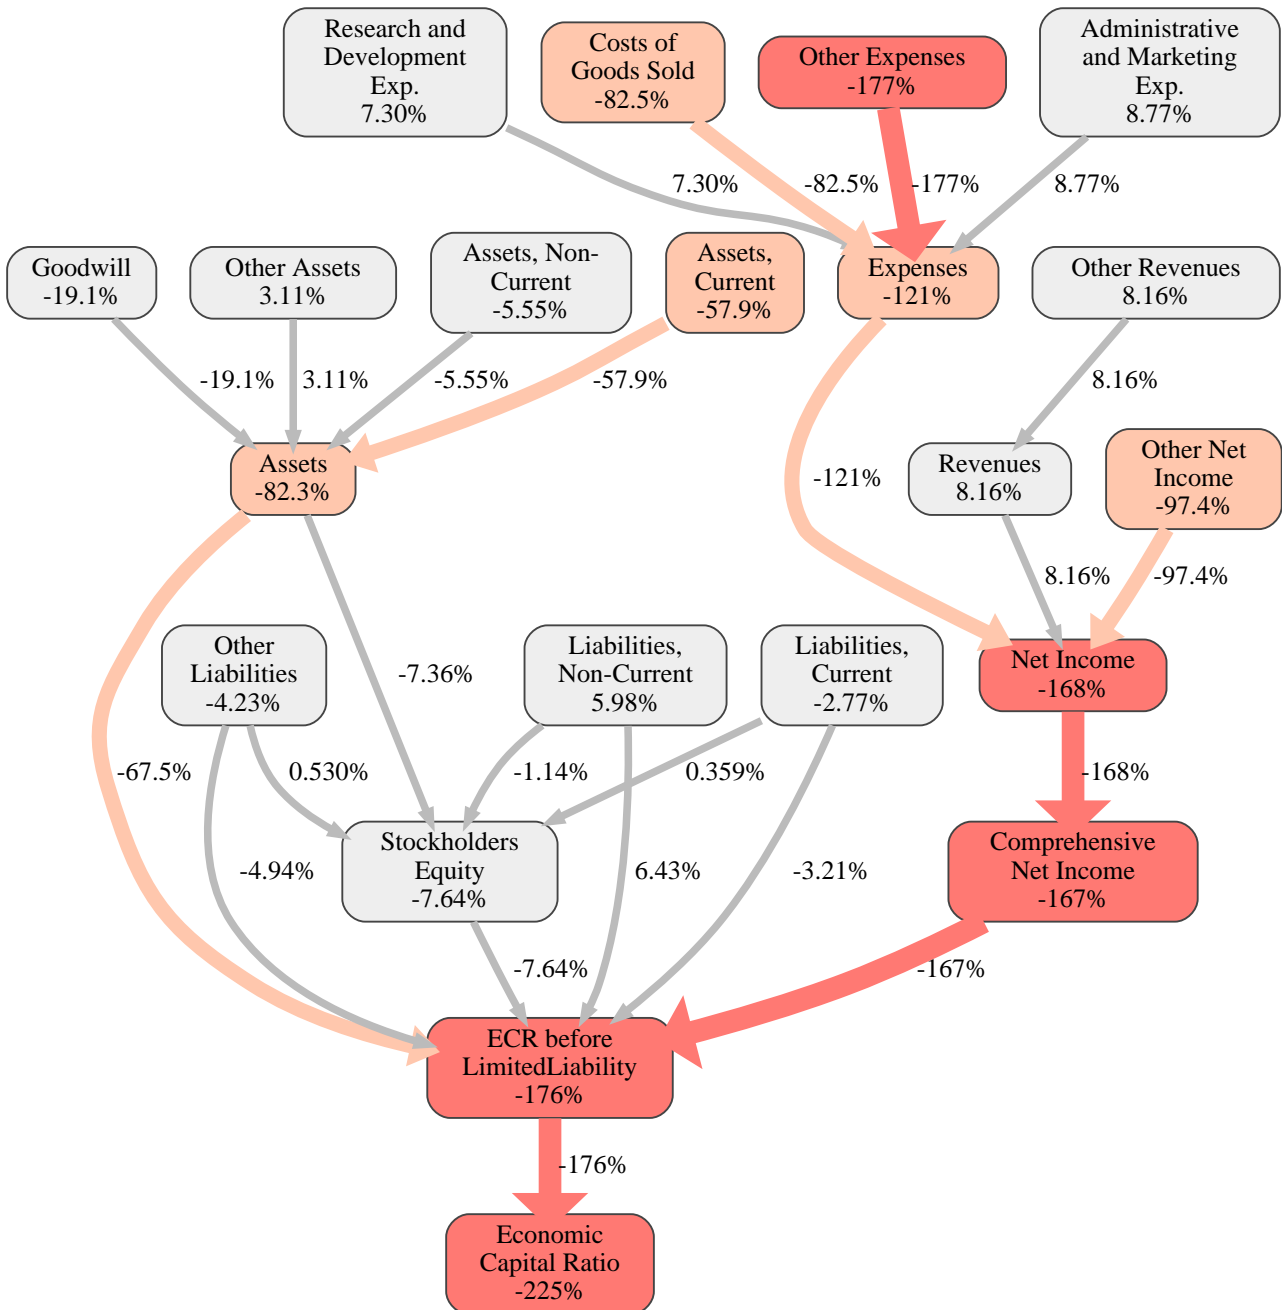 Research and
Development
Exp.
7.30%
Costs of
Goods Sold
-82.5%
Other Expenses
-177%
Administrative
and Marketing
Exp.
8.77%
7.30%
-82.5%
-177%
8.77%
Goodwill
-19.1%
Other Assets
3.11%
Assets, Non-
Current
-5.55%
Assets,
Current
-57.9%
Expenses
-121%
Other Revenues
8.16%
-19.1%
3.11%
-5.55%
-57.9%
8.16%
Assets
-82.3%
-121%
Revenues
8.16%
Other Net
Income
-97.4%
8.16%
-97.4%
Other
Liabilities
-4.23%
-7.36%
Liabilities,
Non-Current
5.98%
Liabilities,
Current
-2.77%
Net Income
-168%
-67.5%
0.530%
-1.14%
0.359%
-168%
-4.94%
Stockholders
Equity
-7.64%
6.43%
-3.21%
Comprehensive
Net Income
-167%
-7.64%
-167%
ECR before
LimitedLiability
-176%
-176%
Economic
Capital Ratio
-225%